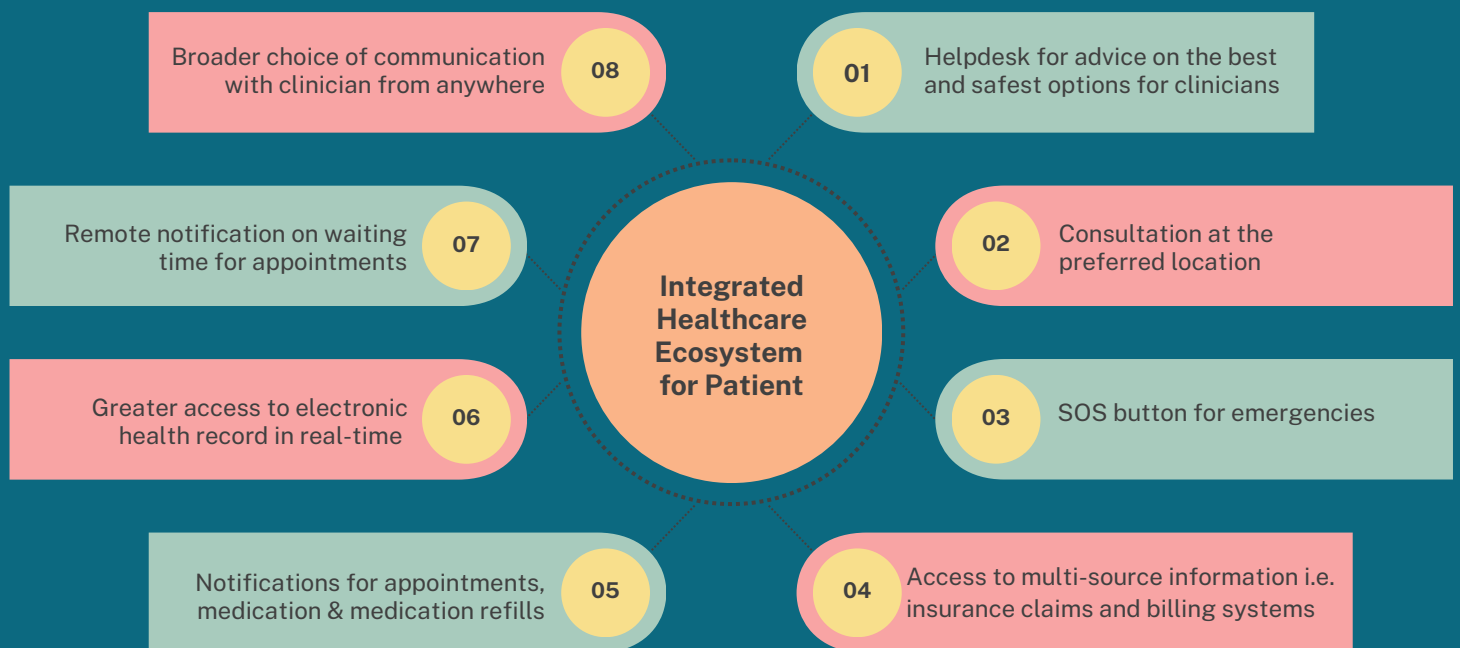 Integrated
Healthcare
Ecosystem
for Patient
01
Helpdesk for advice on the best
and safest options for clinicians
02
Consultation at the
preferred location
03
SOS button for emergencies
04
Access to multi-source information i.e.
insurance claims and billing systems
05
Notifications for appointments,
medication & medication refills
06
Greater access to electronic
health record in real-time
07
Remote notification on waiting
time for appointments
08
Broader choice of communication
with clinician from anywhere